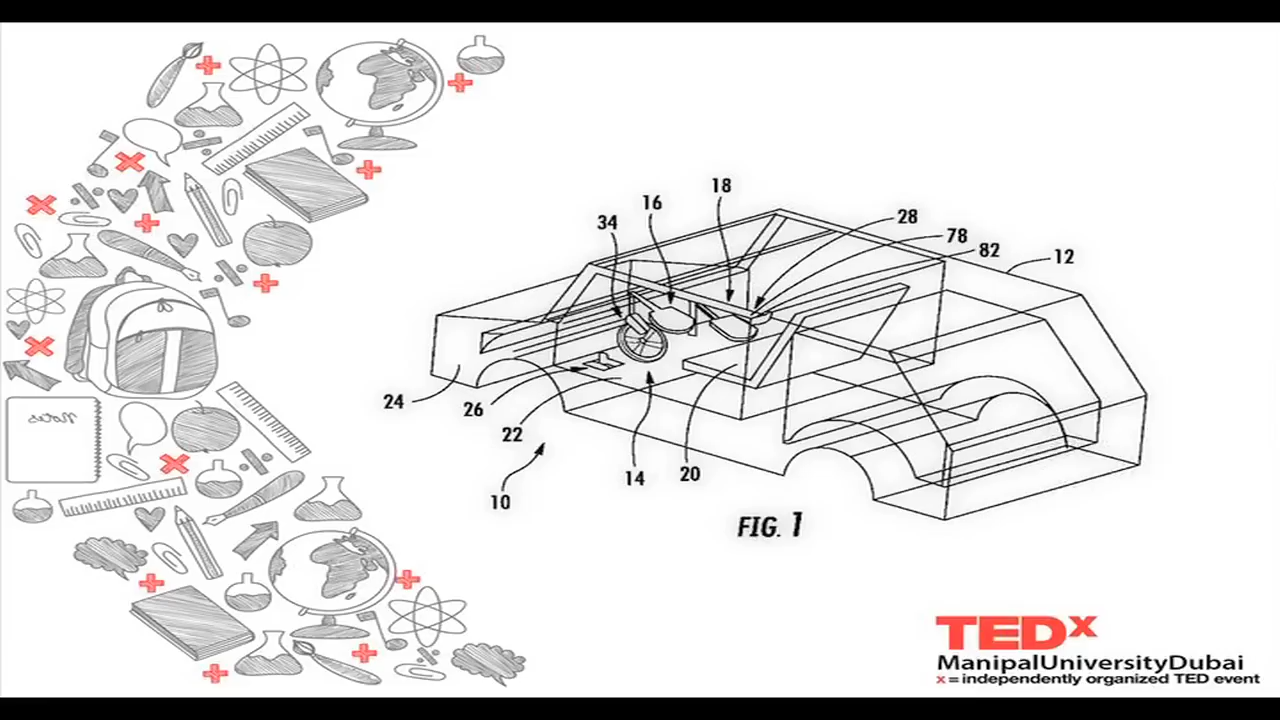 18
16
34
28
78
82
12
24
26
22
14
20
10
FIG. 1
Notes
TEDx
ManipalUniversityDubai
x = independently organized TED event